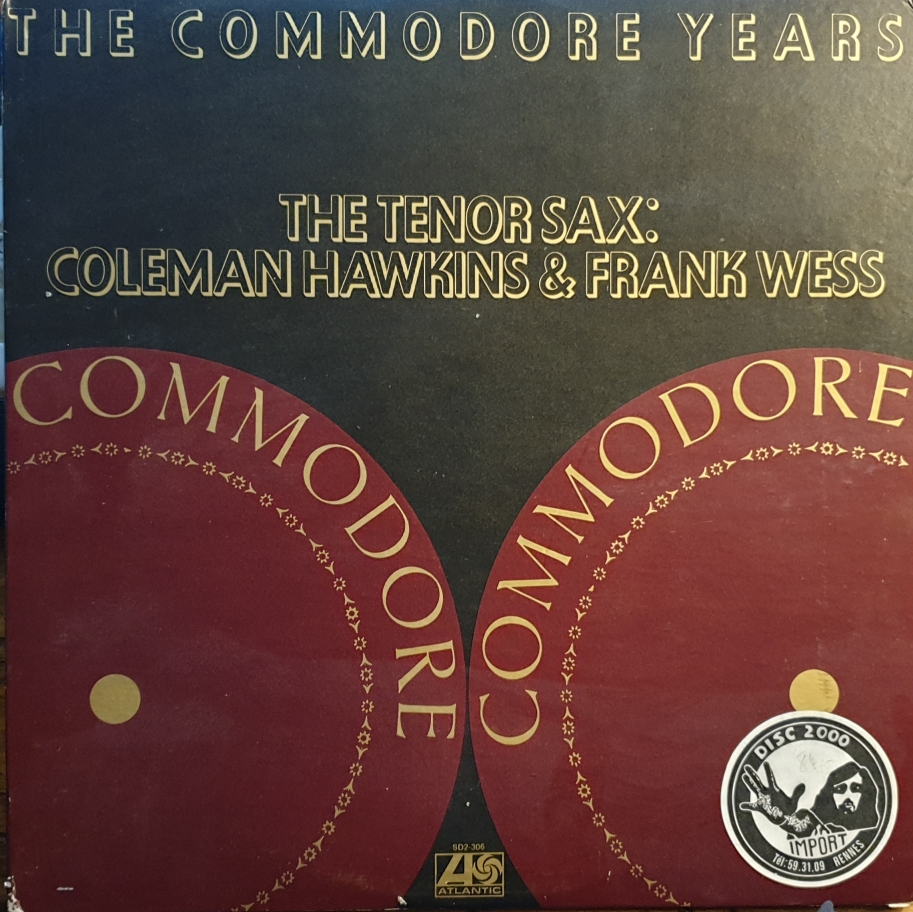 THE COMMODORE YEARS
THE TENOR SAX:
COLEMAN HAWKINS & FRANK WESS
COMMODORE
COMMODORE
DISC 2000
IMPORT
Tél: 59.31.09 RENNES
SD2-306
ATLANTIC